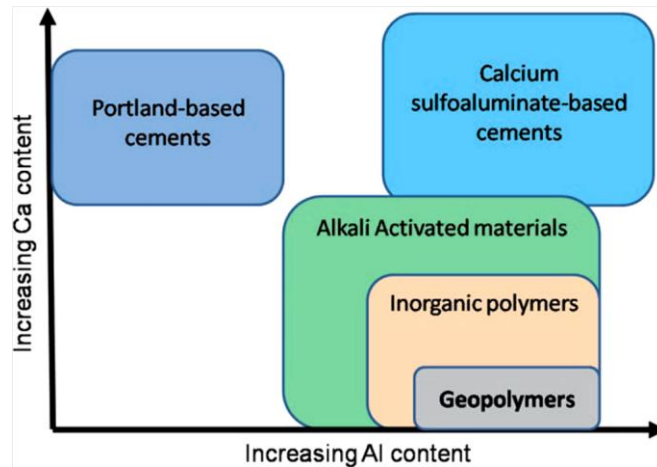 Increasing Ca content
Portland-based
cements
Calcium
sulfoaluminate-based
cements
Alkali Activated materials
Inorganic polymers
Geopolymers
Increasing Al content